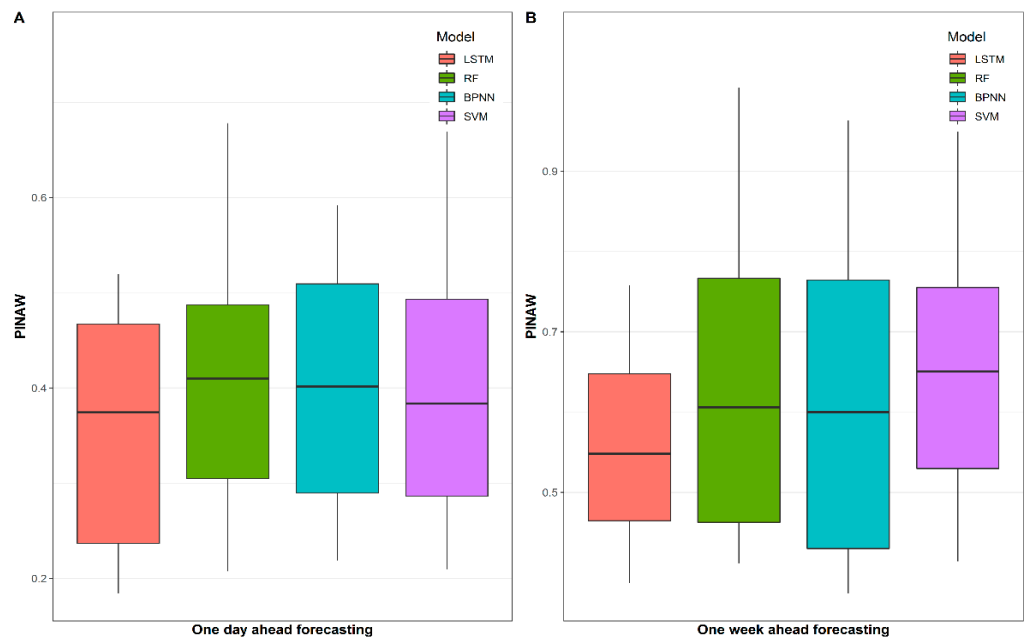 A
Model
LSTM
RF
BPNN
SVM
0.6
0.4
0.2
PINAW
One day ahead forecasting
B
Model
LSTM
RF
BPNN
SVM
0.9
0.7
0.5
PINAW
One week ahead forecasting